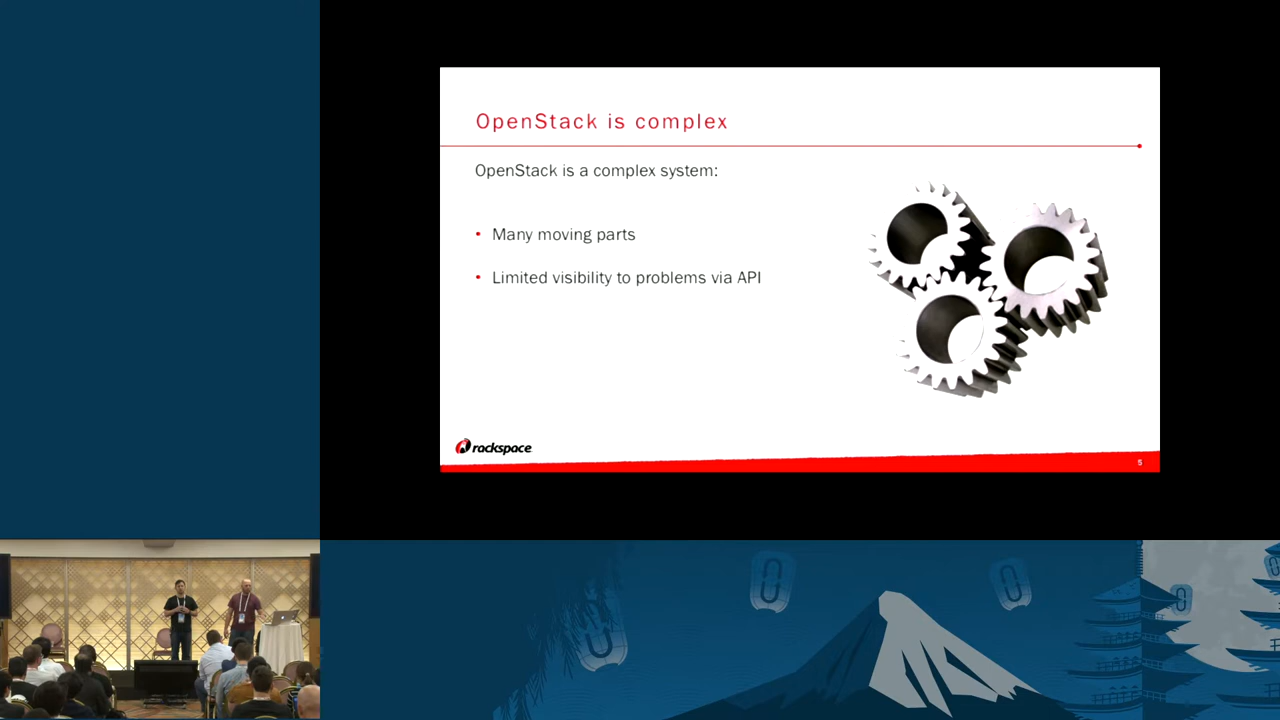 OpenStack is complex
OpenStack is a complex system:
• Many moving parts
• Limited visibility to problems via API
rackspace
5